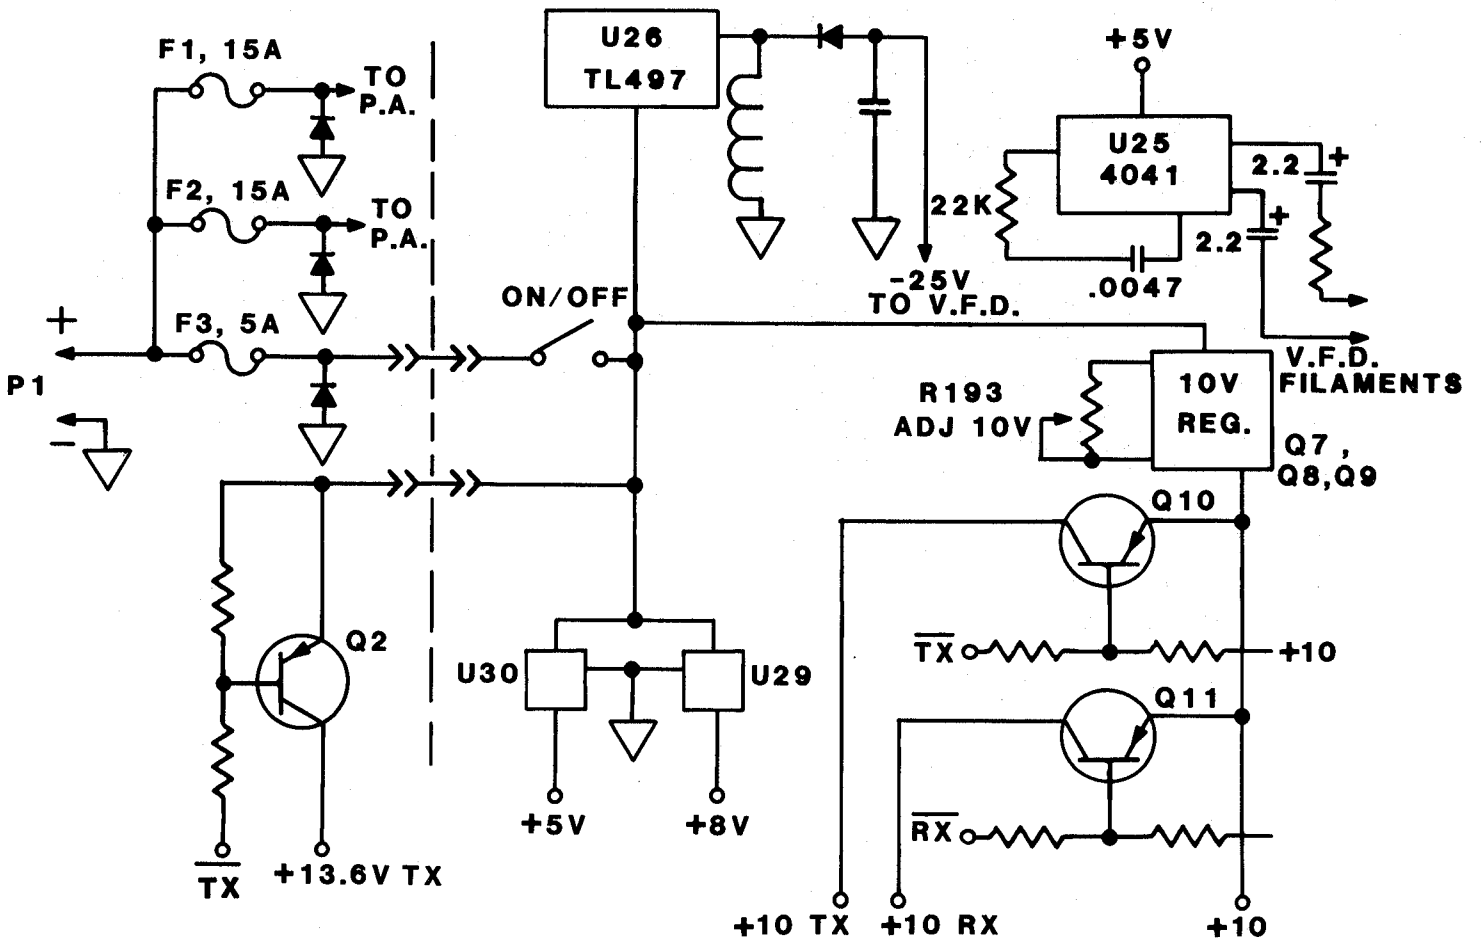 F1, 15A
TO
P.A.
F2, 15A
TO
P.A.
F3, 5A
+
P1
−
ON/OFF
U26
TL497
-25V
TO V.F.D.
+5V
U25
4041
22K
.0047
2.2
+
2.2
+
V.F.D.
FILAMENTS
R193
ADJ 10V
10V
REG.
Q7,
Q8,Q9
Q10
TX
+10
Q11
RX
Q2
TX
+13.6V TX
U30
U29
+5V
+8V
+10 TX
+10 RX
+10